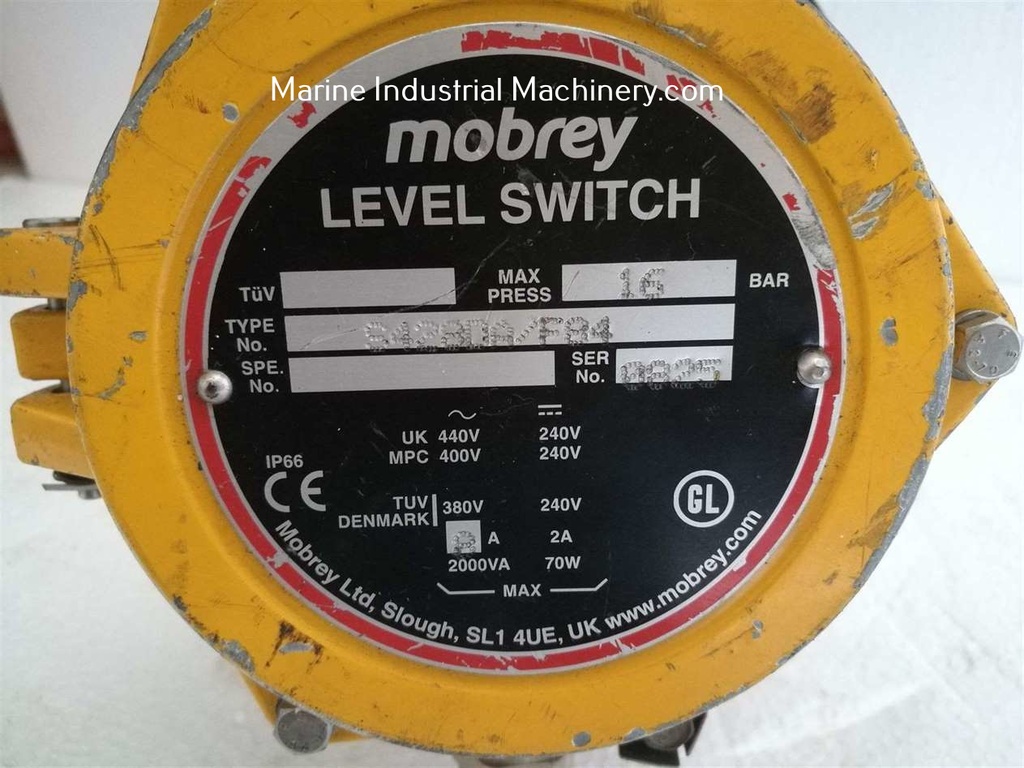 Marine Industrial Machinery.com
mobrey
LEVEL SWITCH
TüV MAX PRESS 16 BAR
TYPE No.
SPE. No. SER No.
UK 440V 240V
MPC 400V 240V
IP66
CE
TUV DENMARK 380V 240V
A 2A
2000VA 70W
MAX
GL
Mobrey Ltd, Slough, SL1 4UE, UK www.mobrey.com